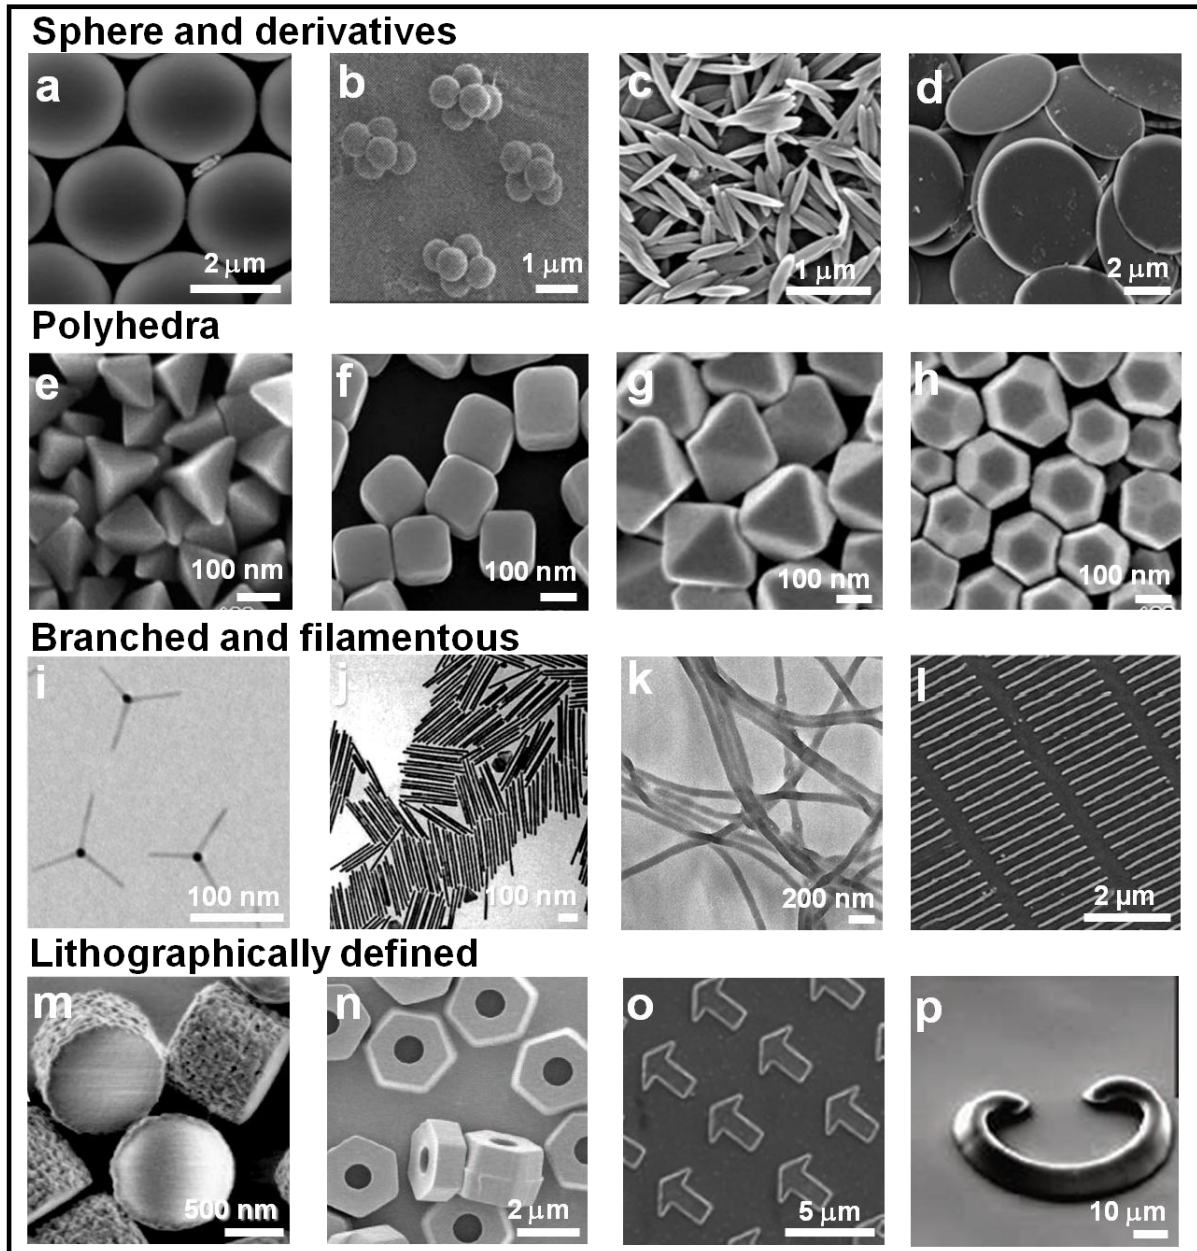 Sphere and derivatives
a b c d
2 μm 1 μm 1 μm 2 μm
Polyhedra
e f g h
100 nm 100 nm 100 nm 100 nm
Branched and filamentous
i j k l
100 nm 100 nm 200 nm 2 μm
Lithographically defined
m n o p
500 nm 2 μm 5 μm 10 μm